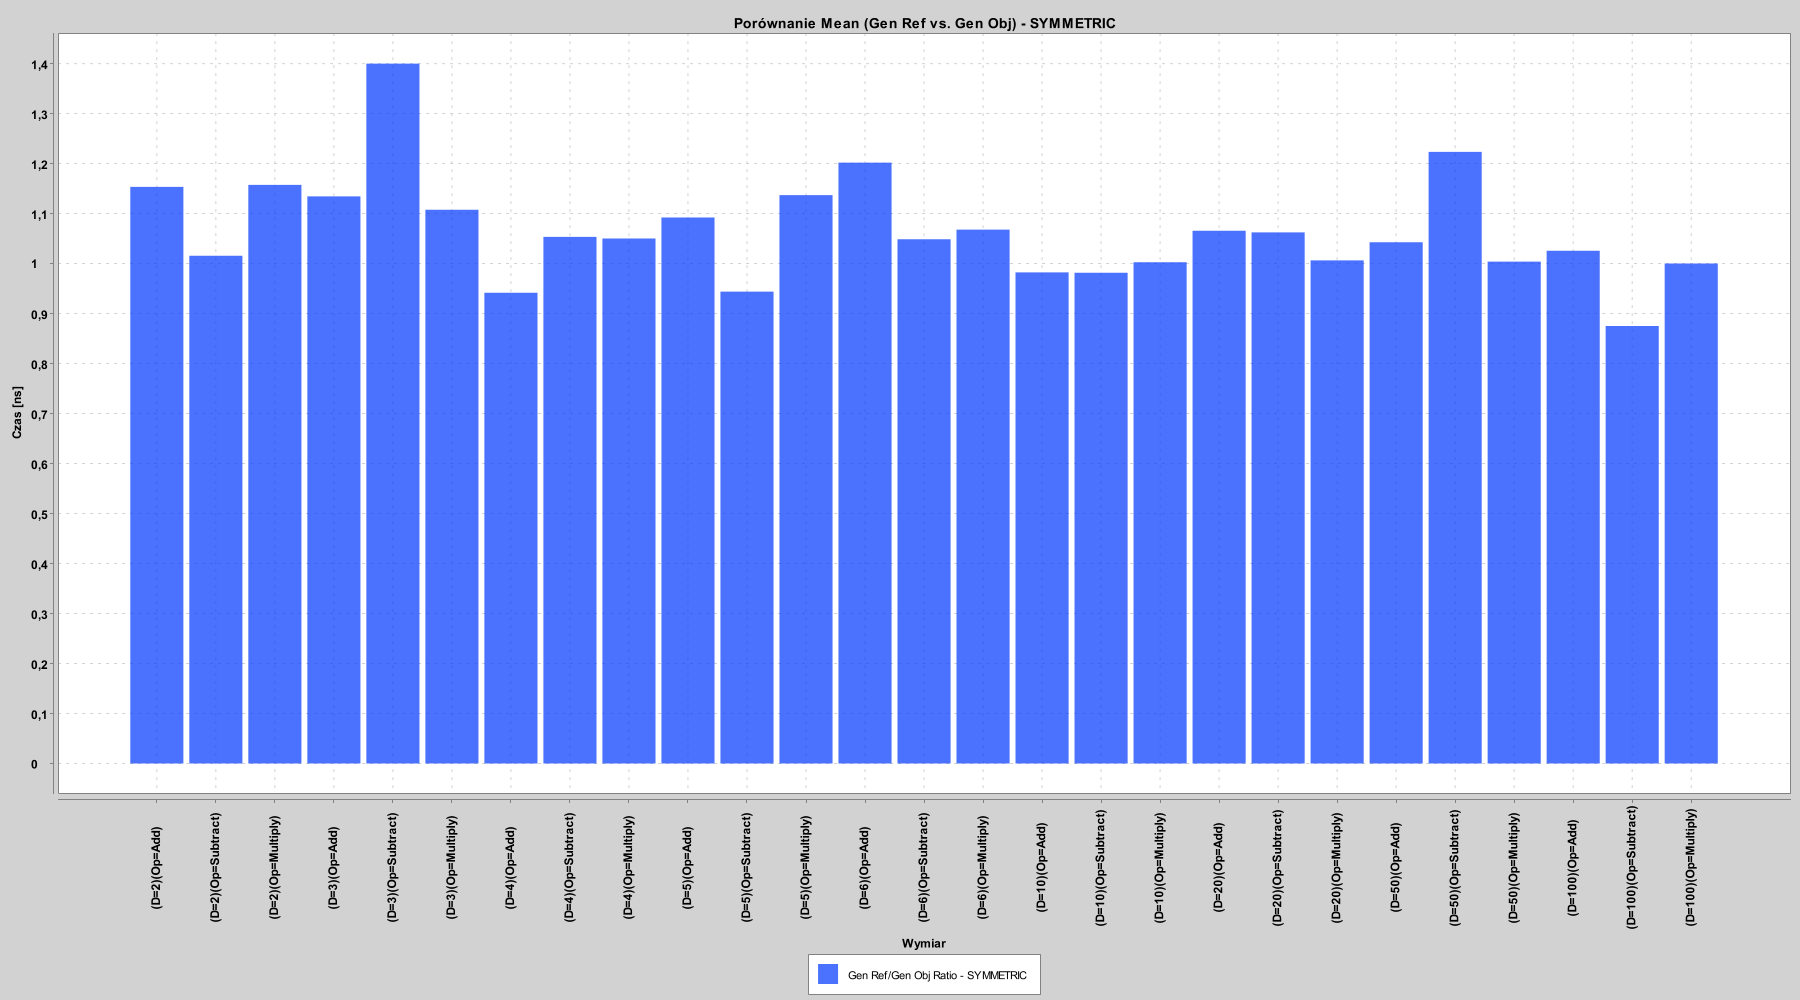 Porównanie Mean (Gen Ref vs. Gen Obj) - SYMMETRIC
1,4
1,3
1,2
1,1
1
0,9
0,8
0,7
0,6
0,5
0,4
0,3
0,2
0,1
0
Czas [ns]
(D=2)(Op=Add)
(D=2)(Op=Subtract)
(D=2)(Op=Multiply)
(D=3)(Op=Add)
(D=3)(Op=Subtract)
(D=3)(Op=Multiply)
(D=4)(Op=Add)
(D=4)(Op=Subtract)
(D=4)(Op=Multiply)
(D=5)(Op=Add)
(D=5)(Op=Subtract)
(D=5)(Op=Multiply)
(D=6)(Op=Add)
(D=6)(Op=Subtract)
(D=6)(Op=Multiply)
(D=10)(Op=Add)
(D=10)(Op=Subtract)
(D=10)(Op=Multiply)
(D=20)(Op=Add)
(D=20)(Op=Subtract)
(D=20)(Op=Multiply)
(D=50)(Op=Add)
(D=50)(Op=Subtract)
(D=50)(Op=Multiply)
(D=100)(Op=Add)
(D=100)(Op=Subtract)
(D=100)(Op=Multiply)
Wymiar
Gen Ref/Gen Obj Ratio - SYMMETRIC